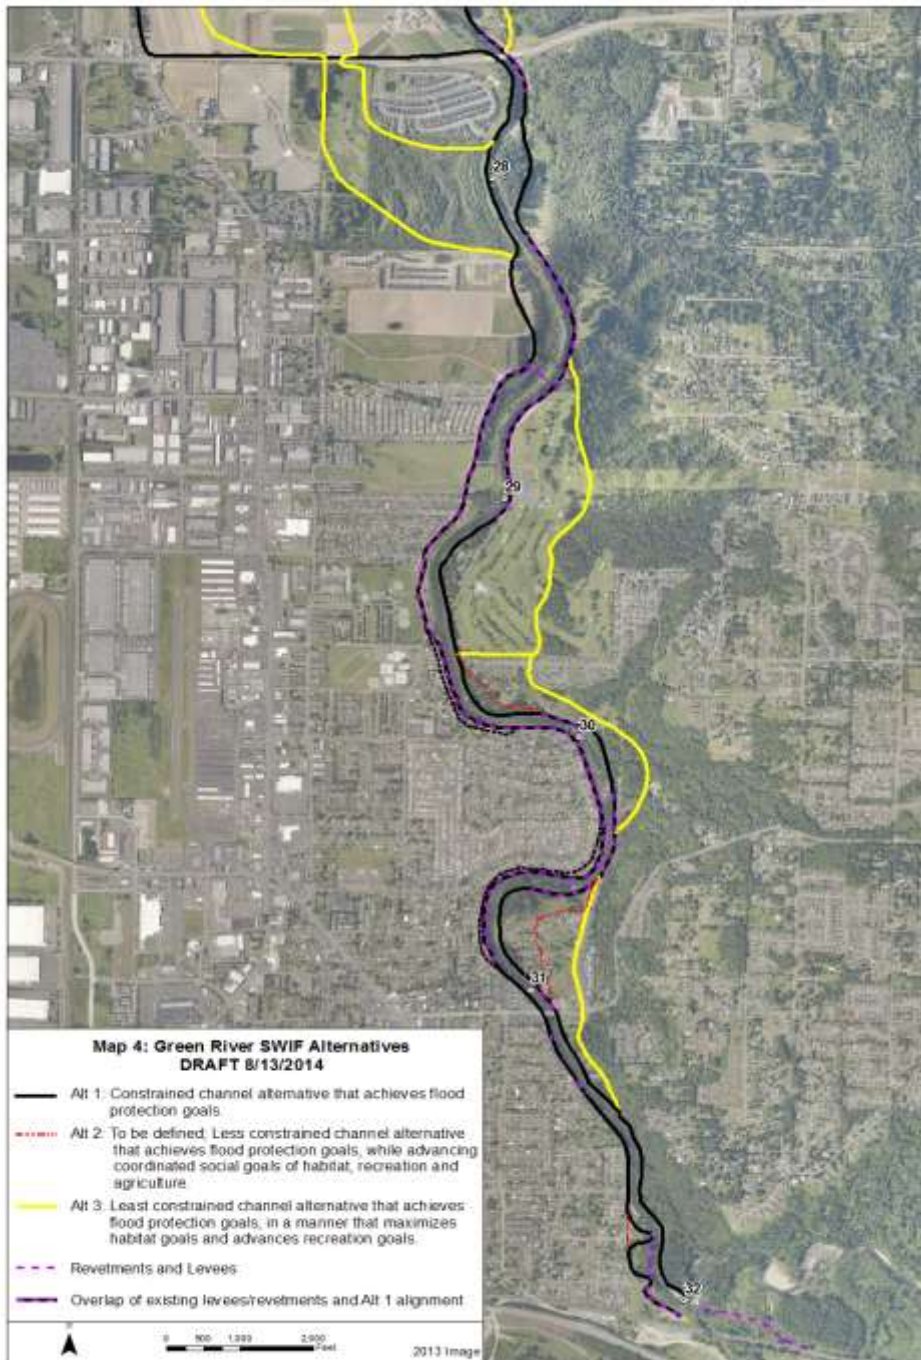 28
29
30
31
32
Map 4: Green River SWIF Alternatives
DRAFT 8/13/2014
Alt 1: Constrained channel alternative that achieves flood
protection goals.
Alt 2: To be defined; Less constrained channel alternative
that achieves flood protection goals, while advancing
coordinated social goals of habitat, recreation and
agriculture.
Alt 3: Least constrained channel alternative that achieves
flood protection goals, in a manner that maximizes
habitat goals and advances recreation goals.
Revetments and Levees
Overlap of existing levees/revetments and Alt 1 alignment
0 500 1,000 2,000
Feet
2013 Image